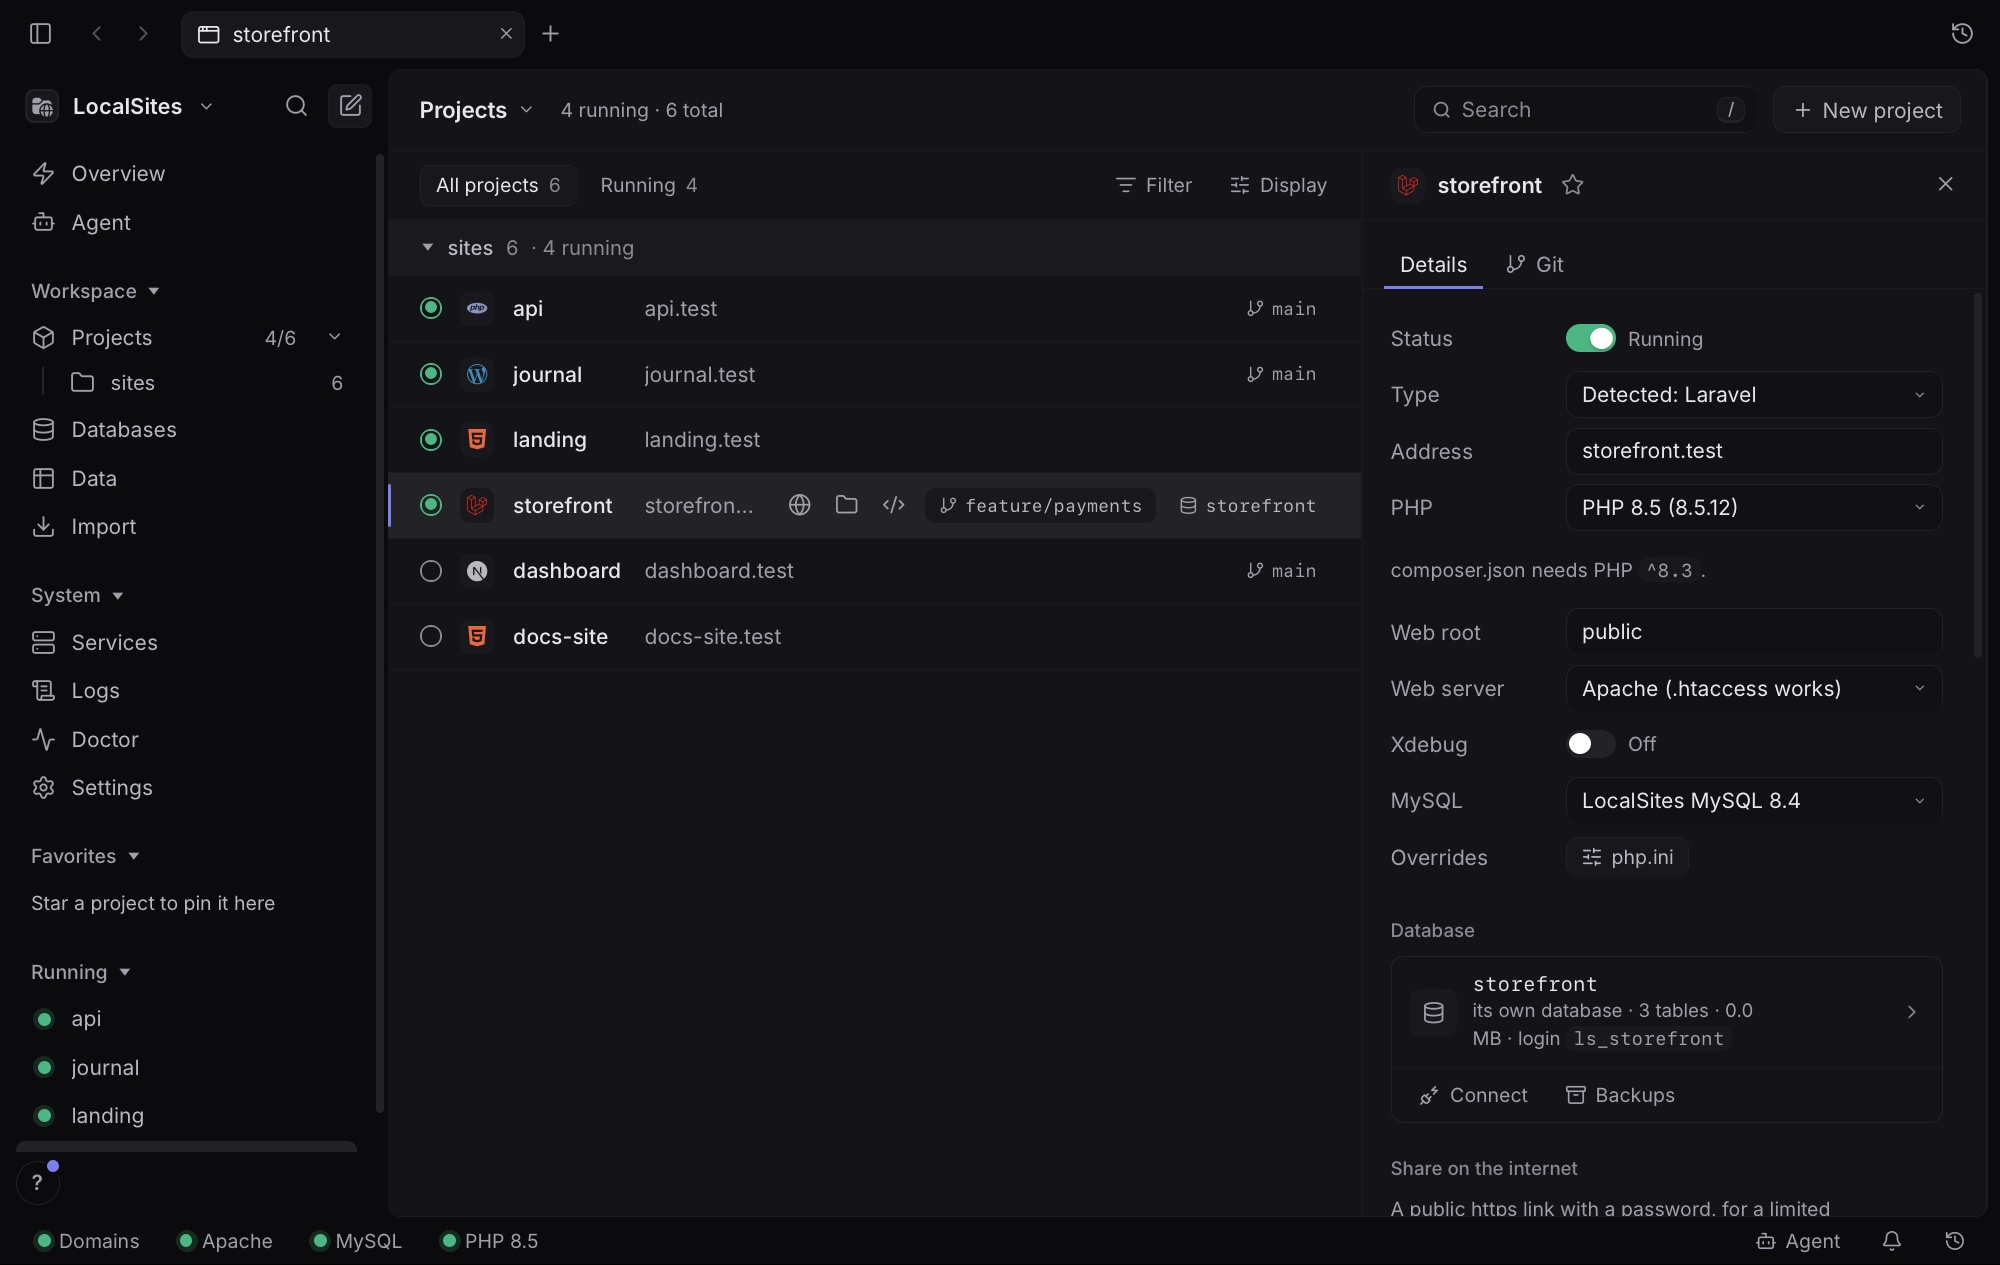 storefront
LocalSites
Overview
Agent
Workspace
Projects 4/6
sites 6
Databases
Data
Import
System
Services
Logs
Doctor
Settings
Favorites
Star a project to pin it here
Running
api
journal
landing
?
Projects 4 running · 6 total
Search /
New project
All projects 6 Running 4
Filter Display
sites 6 · 4 running
php api api.test main
journal journal.test main
landing landing.test
storefront storefron... feature/payments storefront
N dashboard dashboard.test main
docs-site docs-site.test
storefront
Details Git
Status Running
Type Detected: Laravel
Address storefront.test
PHP PHP 8.5 (8.5.12)
composer.json needs PHP ^8.3.
Web root public
Web server Apache (.htaccess works)
Xdebug Off
MySQL LocalSites MySQL 8.4
Overrides php.ini
Database
storefront
its own database · 3 tables · 0.0
MB · login ls_storefront
Connect Backups
Share on the internet
A public https link with a password, for a limited
Domains Apache MySQL PHP 8.5
Agent